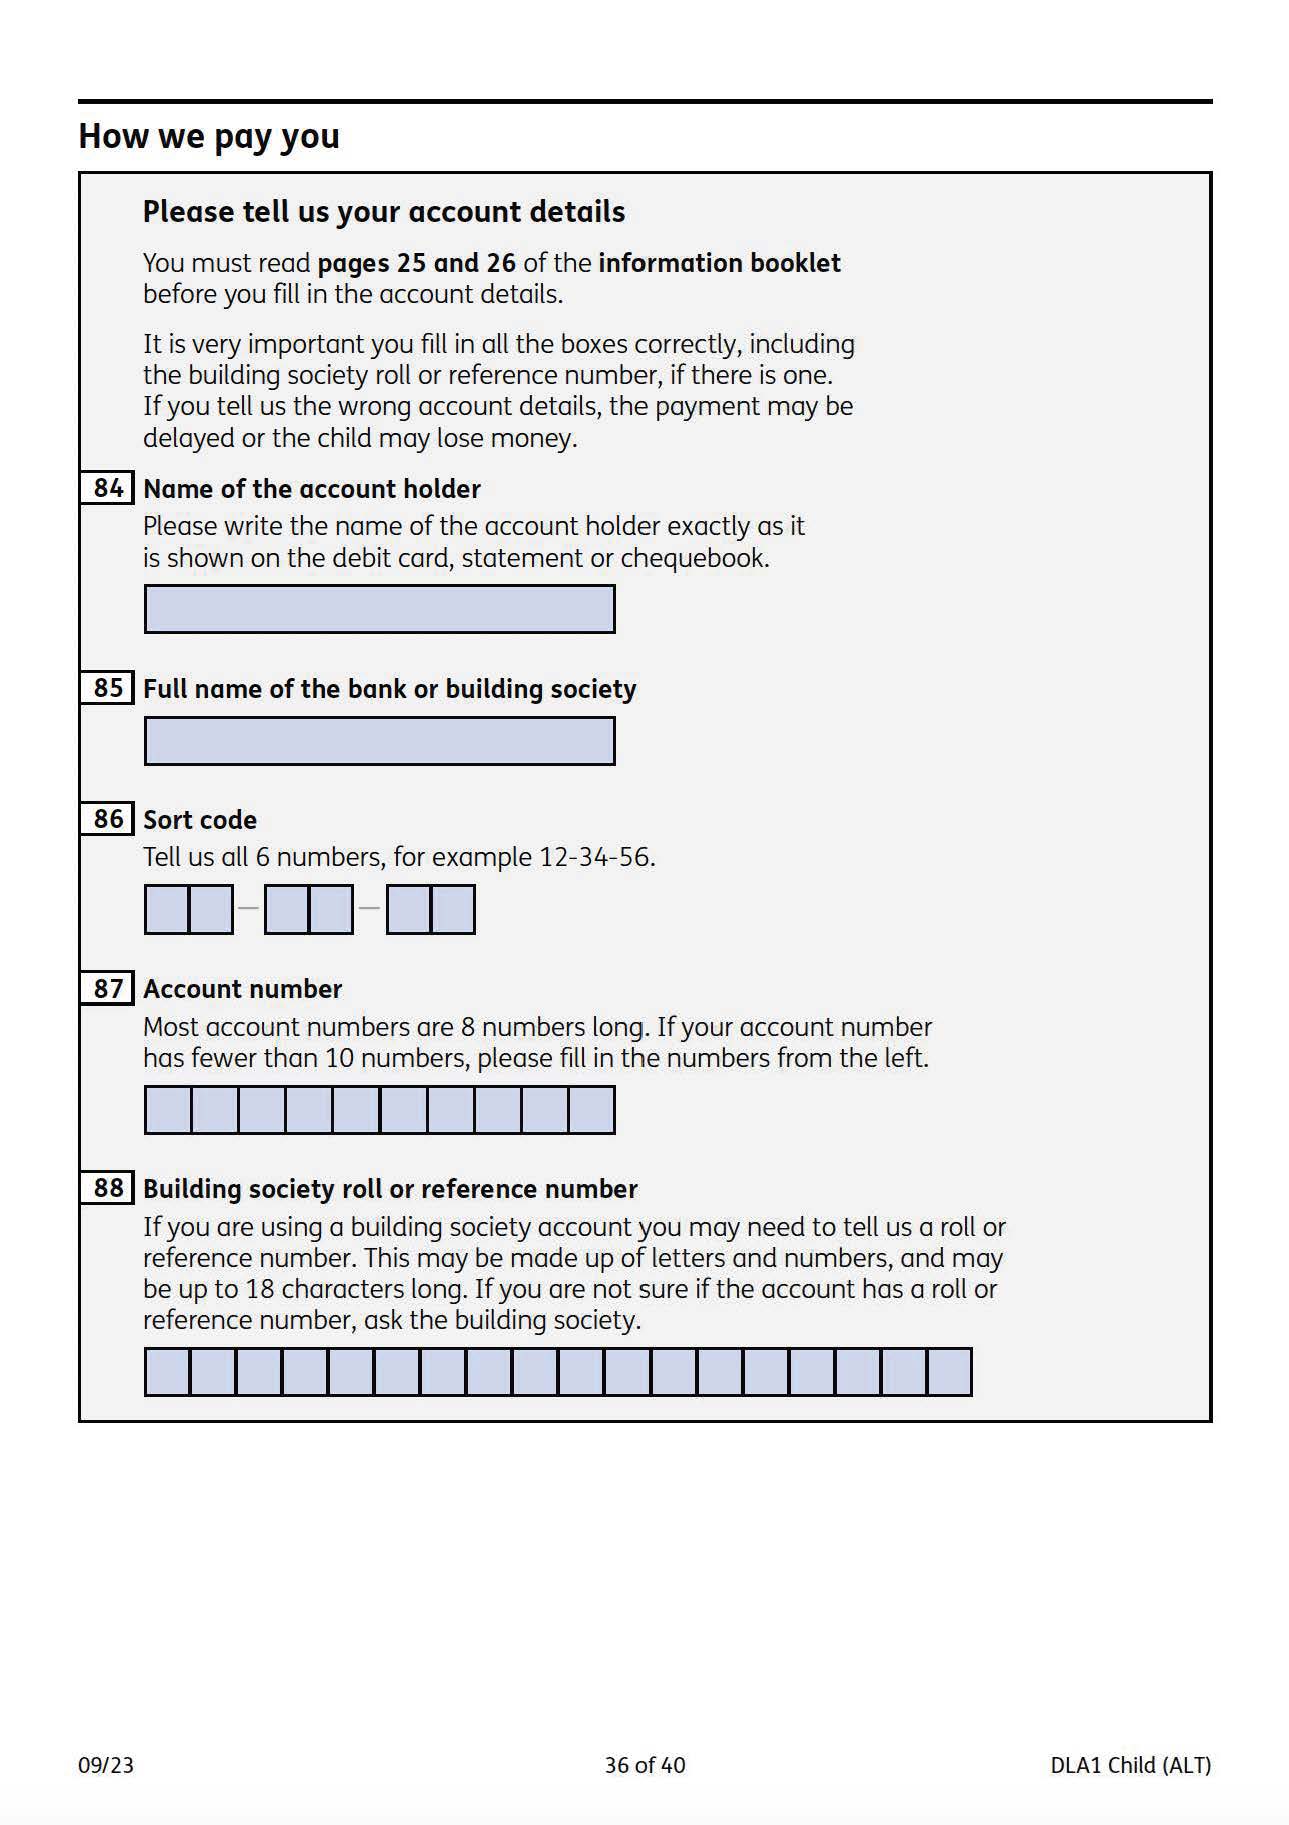 How we pay you
Please tell us your account details
You must read pages 25 and 26 of the information booklet
before you fill in the account details.
It is very important you fill in all the boxes correctly, including
the building society roll or reference number, if there is one.
If you tell us the wrong account details, the payment may be
delayed or the child may lose money.
84 Name of the account holder
Please write the name of the account holder exactly as it
is shown on the debit card, statement or chequebook.
85 Full name of the bank or building society
86 Sort code
Tell us all 6 numbers, for example 12-34-56.
87 Account number
Most account numbers are 8 numbers long. If your account number
has fewer than 10 numbers, please fill in the numbers from the left.
88 Building society roll or reference number
If you are using a building society account you may need to tell us a roll or
reference number. This may be made up of letters and numbers, and may
be up to 18 characters long. If you are not sure if the account has a roll or
reference number, ask the building society.
09/23 36 of 40 DLA1 Child (ALT)